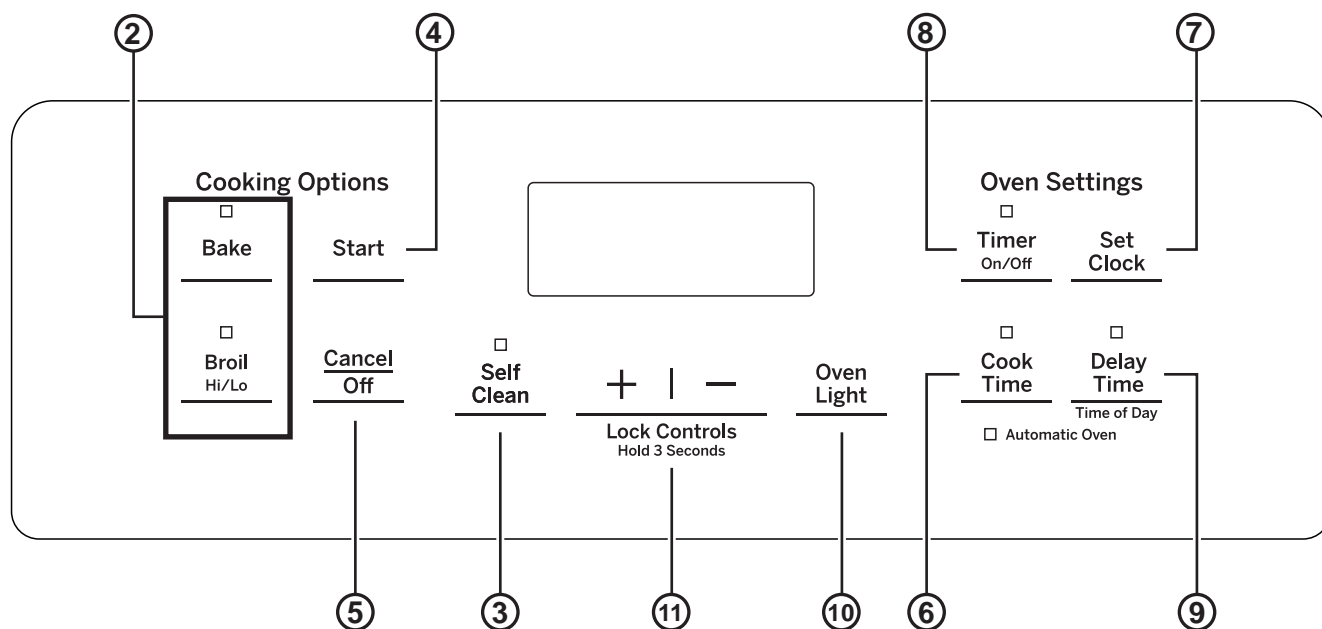 2
4
8
7
Cooking Options
Oven Settings
Bake
Start
Timer
On/Off
Set
Clock
Broil
Hi/Lo
Cancel
Off
Self
Clean
+ | −
Lock Controls
Hold 3 Seconds
Oven
Light
Cook
Time
Delay
Time
Time of Day
Automatic Oven
5
3
11
10
6
9